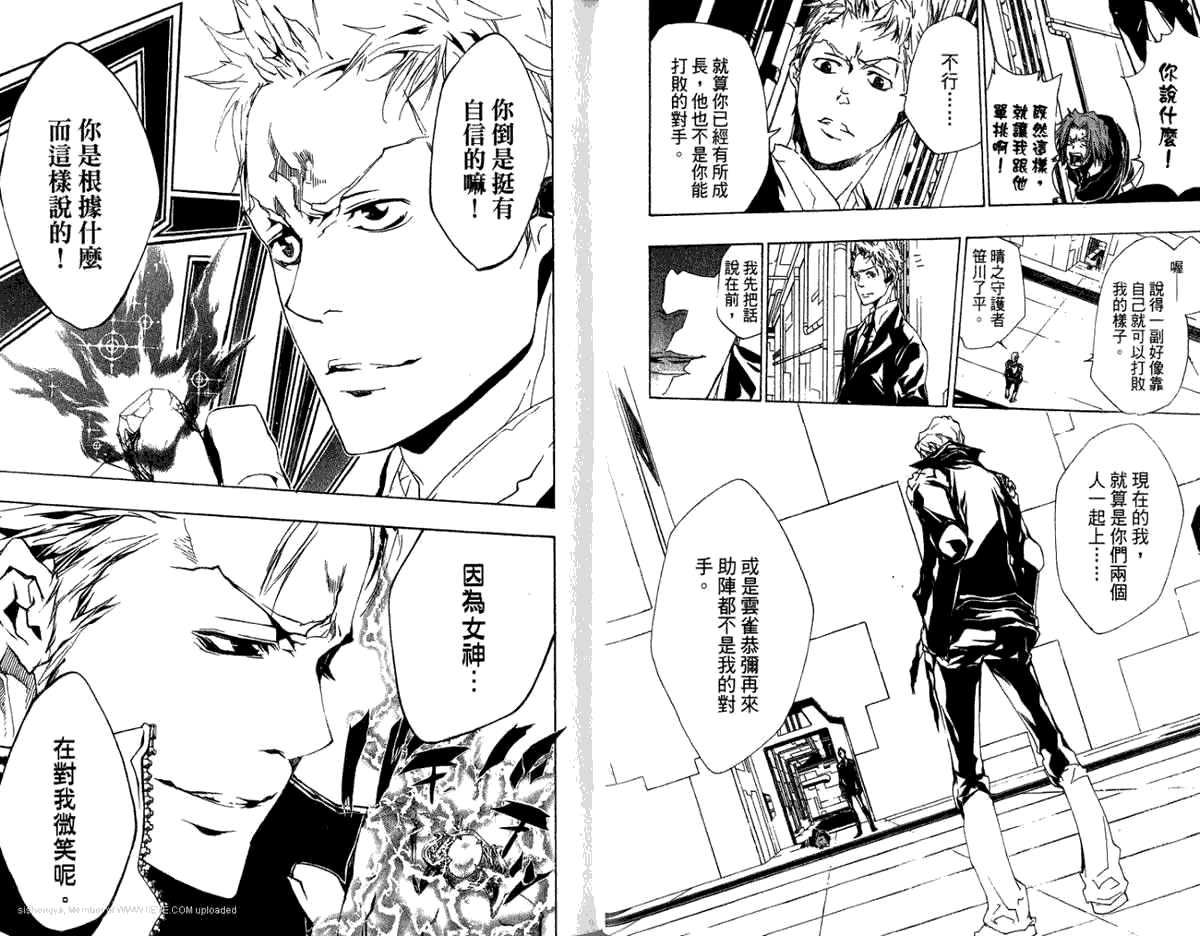 你說什麼！
既然這樣，
就讓我跟他
單挑啊！
不行……
就算你已經有所成
長，他也不是你能
打敗的對手。
喔
說得一副好像靠
自己就可以打敗
我的樣子。
晴之守護者
笹川了平。
我先把話
說在前，
現在的我，
就算是你們兩個
人一起上……
或是雲雀恭彌再來
助陣都不是我的對
手。
你倒是挺有
自信的嘛！
你是根據什麼
而這樣說的！
因為女神…
在對我微笑呢。